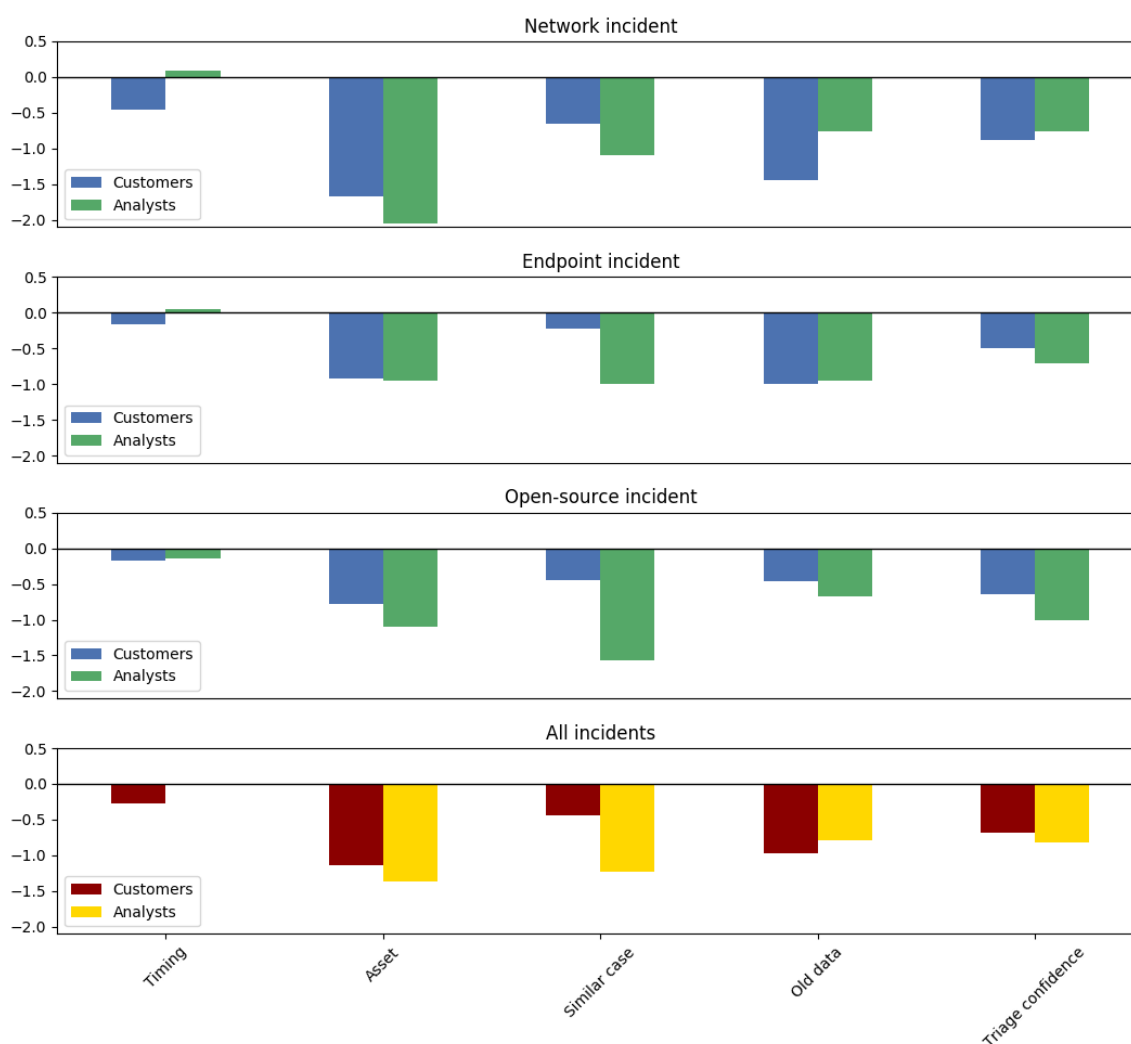 Network incident
0.5
0.0
−0.5
−1.0
−1.5
−2.0
Customers
Analysts
Endpoint incident
0.5
0.0
−0.5
−1.0
−1.5
−2.0
Customers
Analysts
Open-source incident
0.5
0.0
−0.5
−1.0
−1.5
−2.0
Customers
Analysts
All incidents
0.5
0.0
−0.5
−1.0
−1.5
−2.0
Customers
Analysts
Timing
Asset
Similar case
Old data
Triage confidence